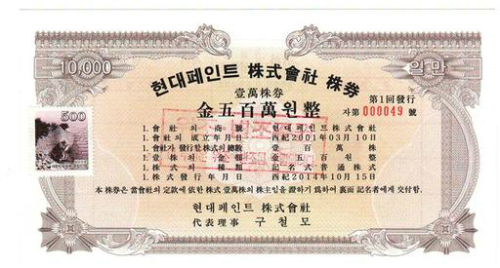 10,000
일만
현대페인트 株式會社 株券
壹萬株券
第1回發行
金五百萬원整
자第 000049 號
500
1. 會社의 商號 현대페인트株式會社
1. 會社의 成立年月日 西紀2001年03月10日
1. 會社가 發行할 株式의 總數 壹百萬株
1. 壹株의 金額 金五百원整
1. 株式의 種類 記名式普通株式
1. 株式發行年月日 西紀2014年10月15日
本 株券은 當會社의 定款에 依한 株式 壹萬株의 株主임을 證하기 爲하여 裏面 記名者에게 交付함.
현대페인트 株式會社
代表理事 구철모